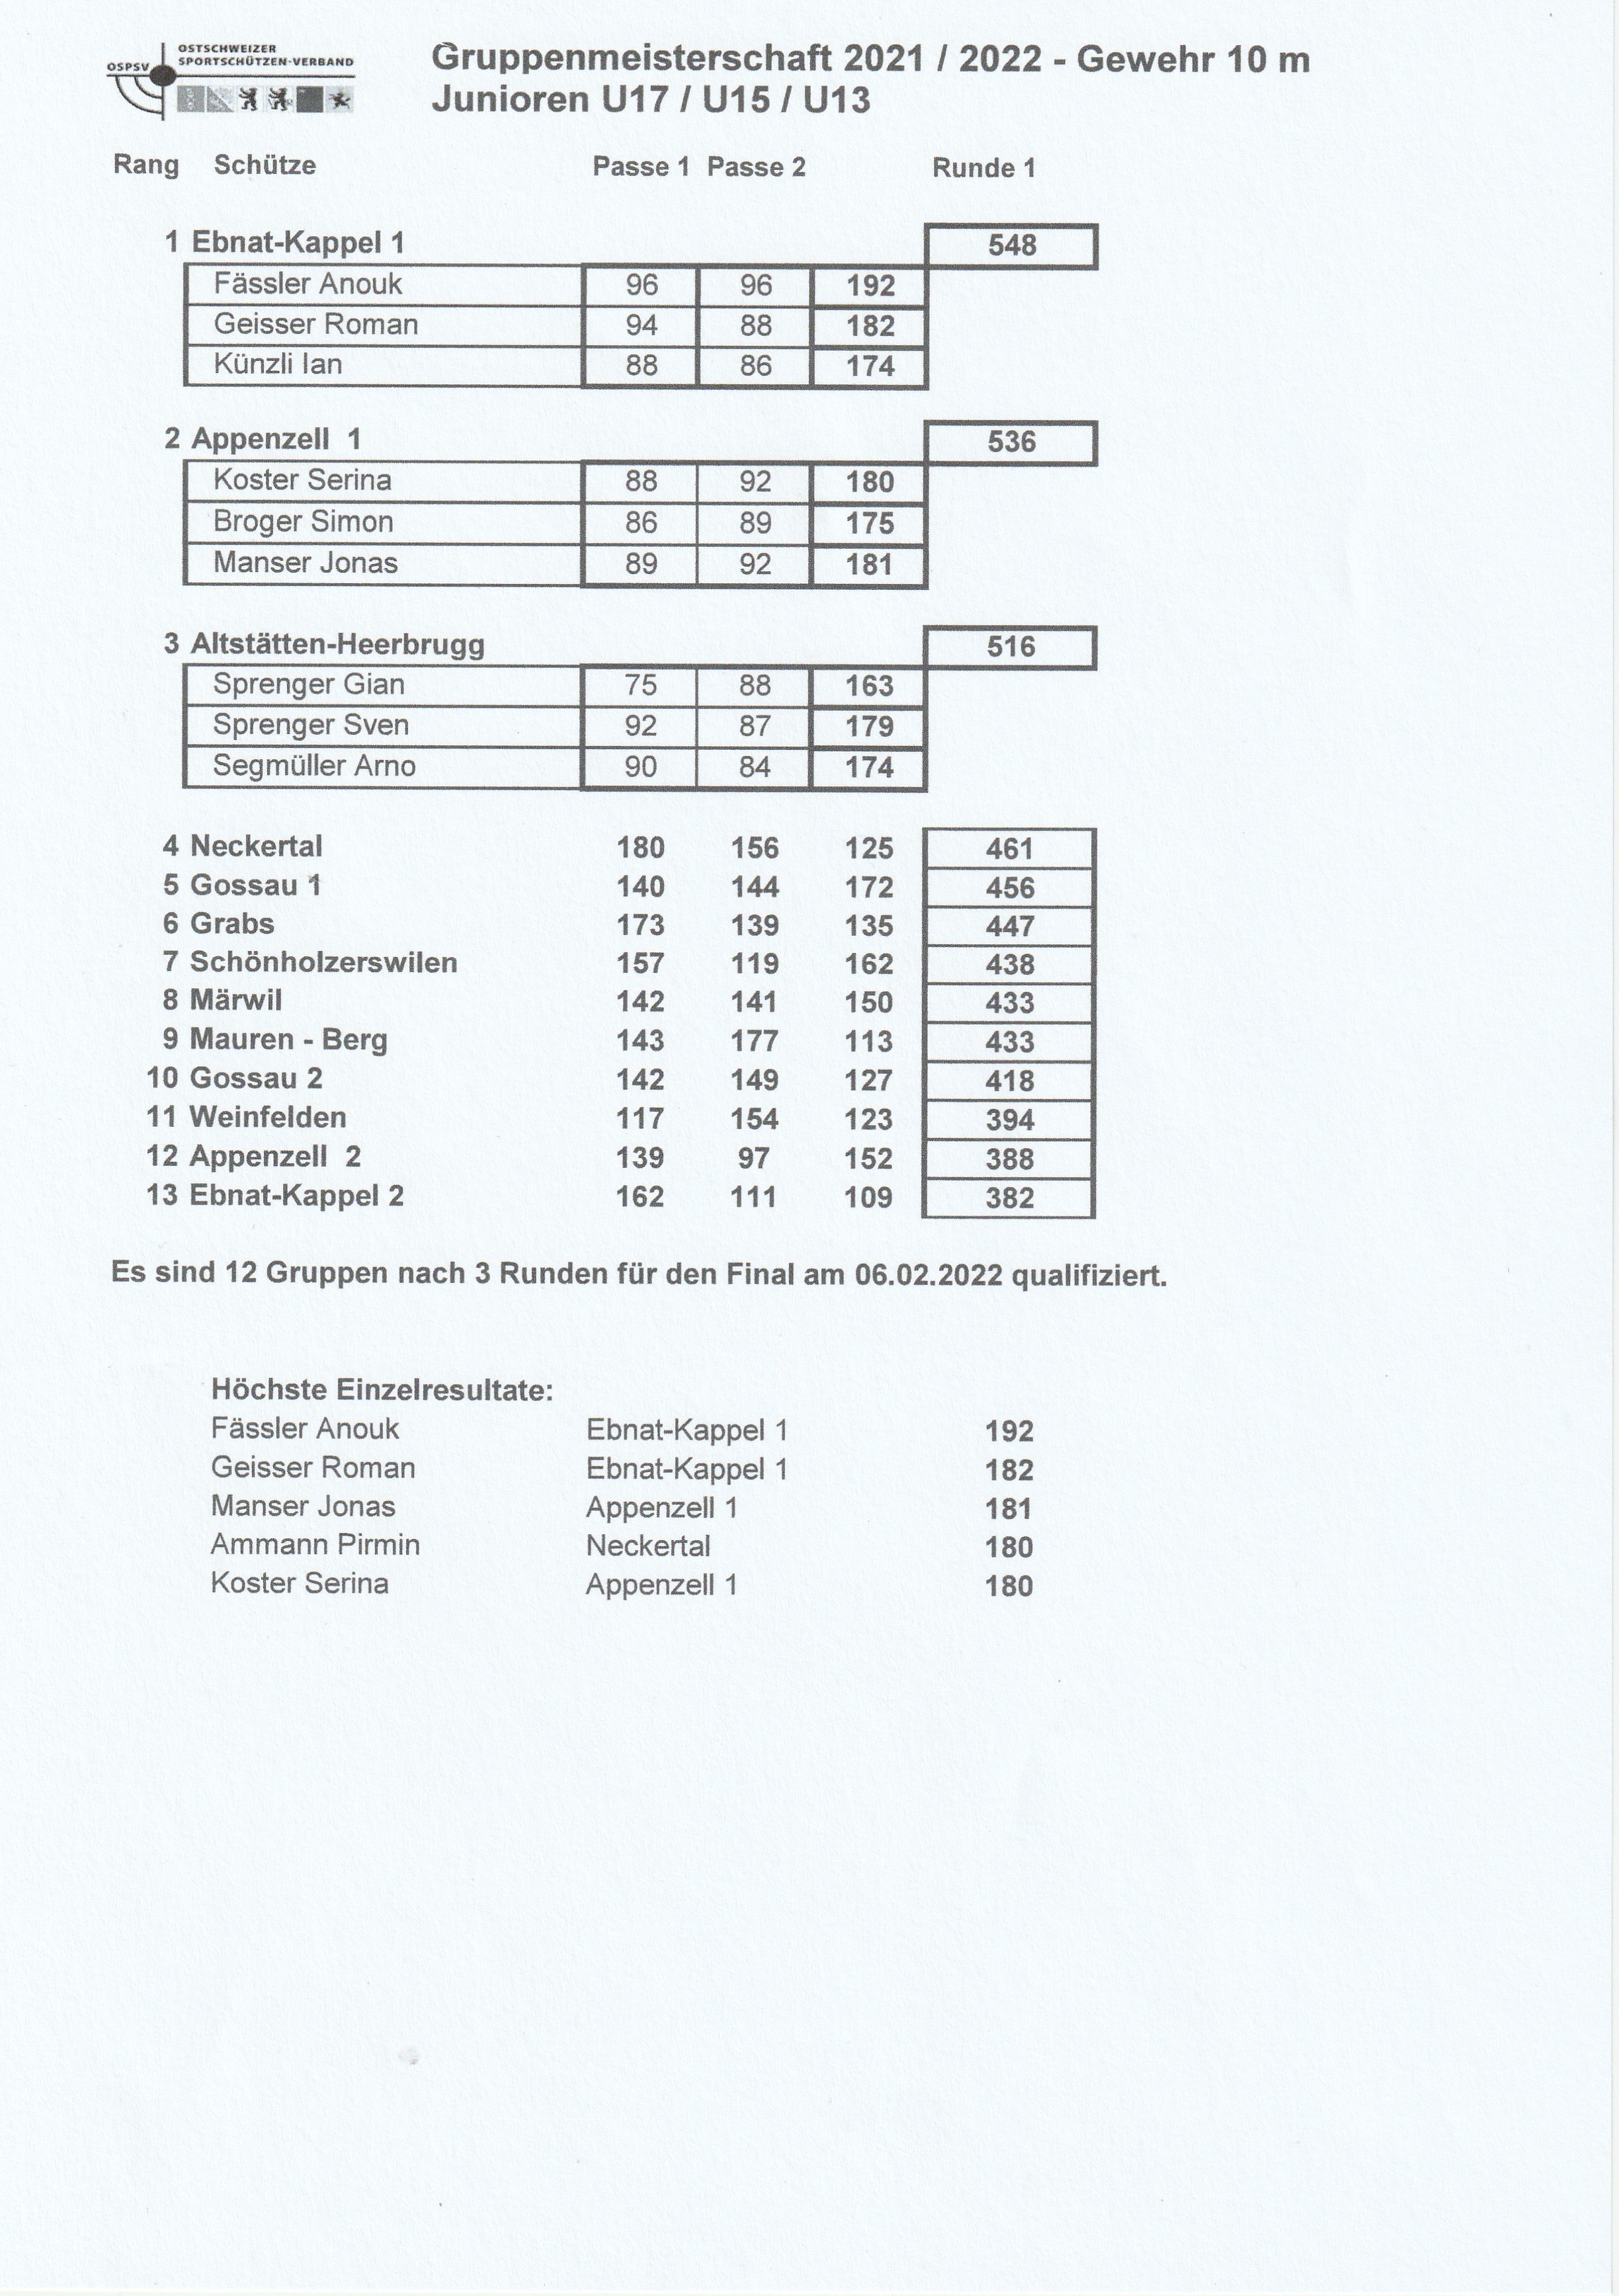 OSPSV
OSTSCHWEIZER
SPORTSCHÜTZEN-VERBAND
Gruppenmeisterschaft 2021 / 2022 - Gewehr 10 m
Junioren U17 / U15 / U13
Rang Schütze Passe 1 Passe 2 Runde 1
1 Ebnat-Kappel 1 548
Fässler Anouk 96 96 192
Geisser Roman 94 88 182
Künzli Ian 88 86 174
2 Appenzell 1 536
Koster Serina 88 92 180
Broger Simon 86 89 175
Manser Jonas 89 92 181
3 Altstätten-Heerbrugg 516
Sprenger Gian 75 88 163
Sprenger Sven 92 87 179
Segmüller Arno 90 84 174
4 Neckertal 180 156 125 461
5 Gossau 1 140 144 172 456
6 Grabs 173 139 135 447
7 Schönholzerswilen 157 119 162 438
8 Märwil 142 141 150 433
9 Mauren - Berg 143 177 113 433
10 Gossau 2 142 149 127 418
11 Weinfelden 117 154 123 394
12 Appenzell 2 139 97 152 388
13 Ebnat-Kappel 2 162 111 109 382
Es sind 12 Gruppen nach 3 Runden für den Final am 06.02.2022 qualifiziert.
Höchste Einzelresultate:
Fässler Anouk Ebnat-Kappel 1 192
Geisser Roman Ebnat-Kappel 1 182
Manser Jonas Appenzell 1 181
Ammann Pirmin Neckertal 180
Koster Serina Appenzell 1 180